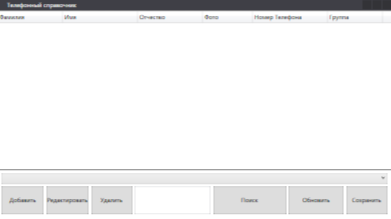 Телефонный справочник
Фамилия Имя Отчество Фото Номер Телефона Группа
Добавить Редактировать Удалить Поиск Обновить Сохранить